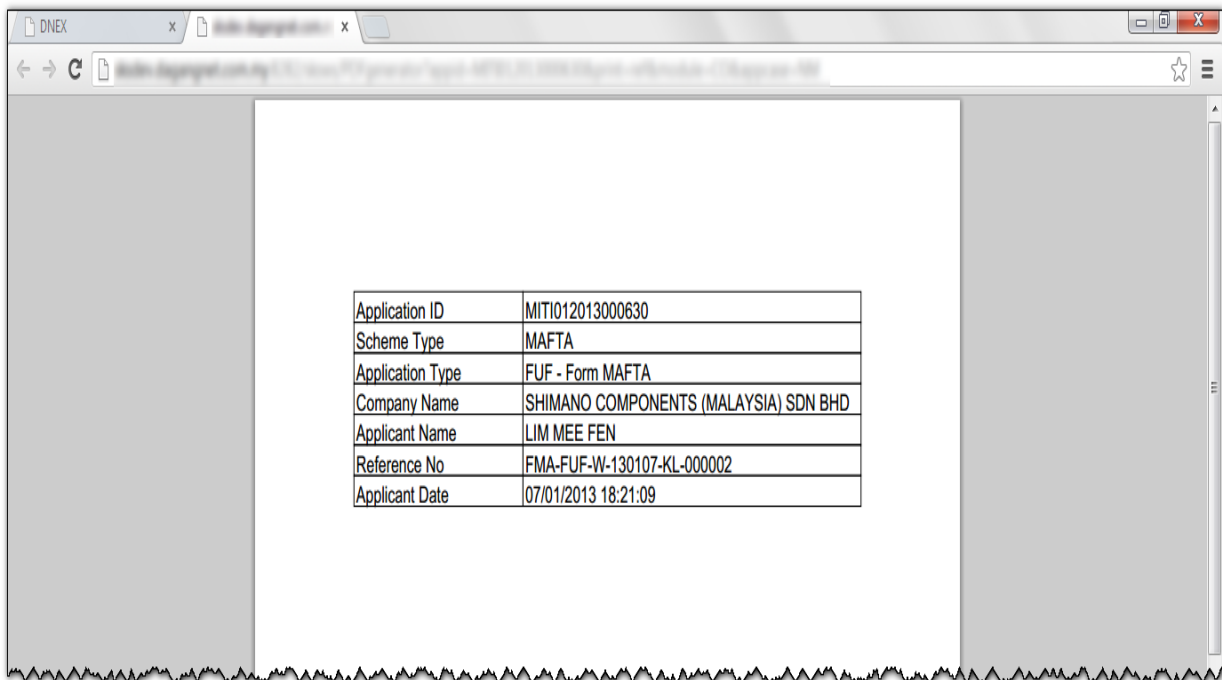 DNEX
Application ID MITI012013000630
Scheme Type MAFTA
Application Type FUF - Form MAFTA
Company Name SHIMANO COMPONENTS (MALAYSIA) SDN BHD
Applicant Name LIM MEE FEN
Reference No FMA-FUF-W-130107-KL-000002
Applicant Date 07/01/2013 18:21:09